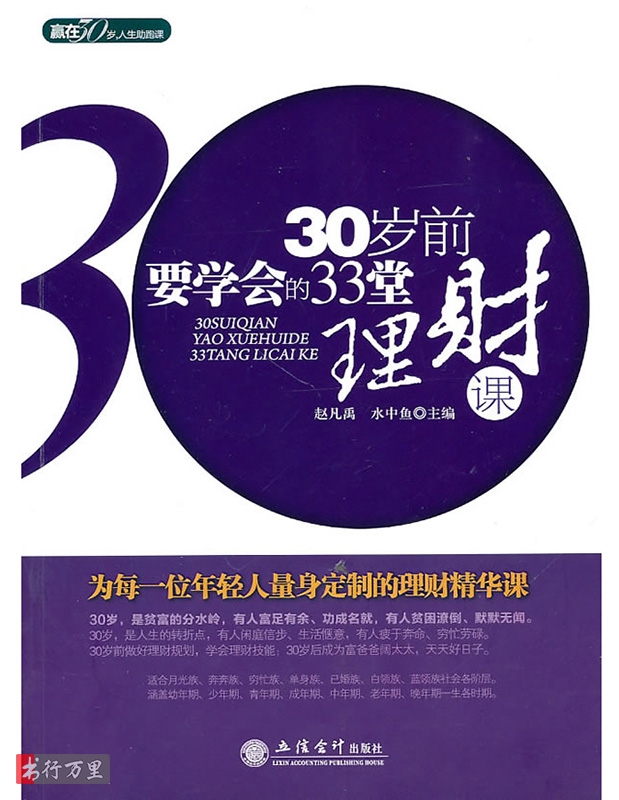 赢在30岁,人生助跑课
30
30岁前
要学会的33堂
理财
课
30SUIQIAN
YAO XUEHUIDE
33TANG LICAI KE
赵凡禹 水中鱼◎主编
为每一位年轻人量身定制的理财精华课
30岁，是贫富的分水岭，有人富足有余、功成名就，有人贫困潦倒、默默无闻。
30岁，是人生的转折点，有人闲庭信步、生活惬意，有人疲于奔命、穷忙劳碌。
30岁前做好理财规划，学会理财技能；30岁后成为富爸爸阔太太，天天好日子。
适合月光族、奔奔族、穷忙族、单身族、已婚族、白领族、蓝领族社会各阶层。
涵盖幼年期、少年期、青年期、成年期、中年期、老年期、晚年期一生各时期。
立信会计出版社
LIXIN ACCOUNTING PUBLISHING HOUSE
书行万里